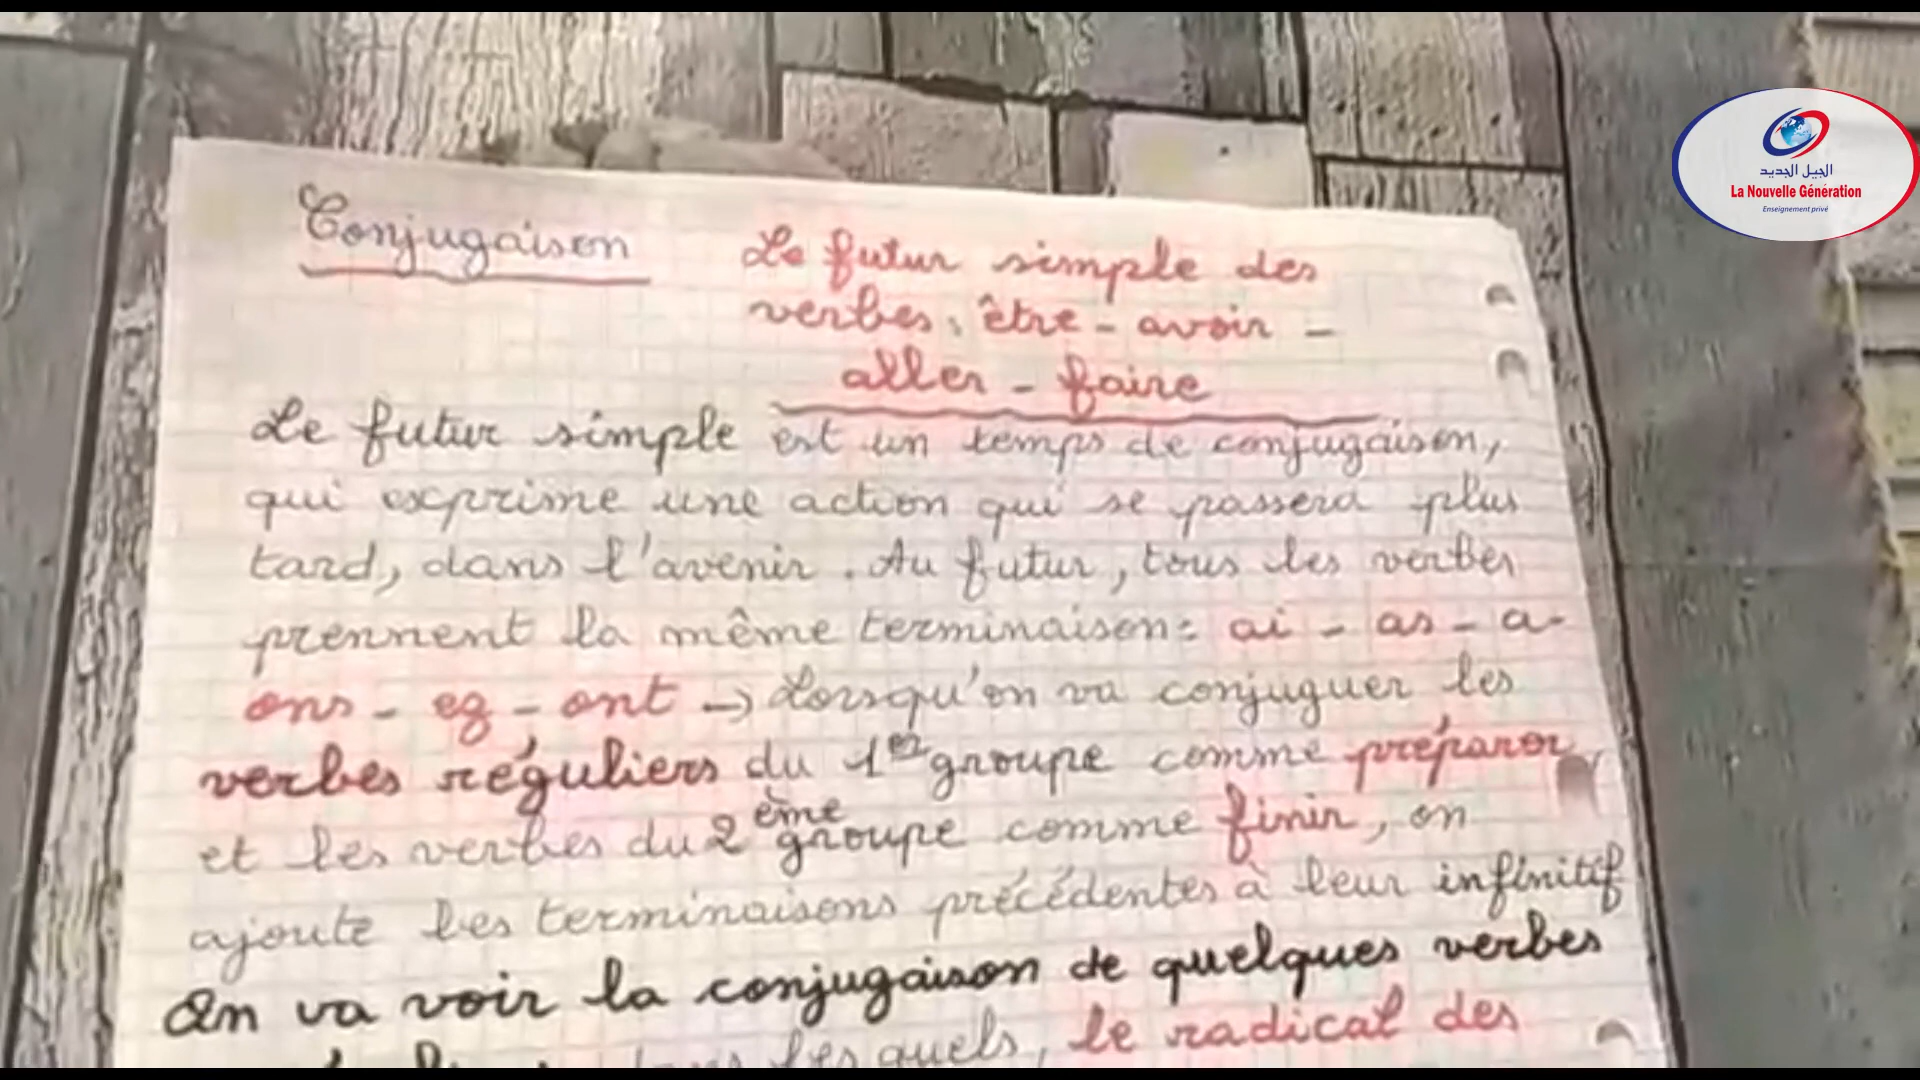 الجيل الجديد
La Nouvelle Génération
Enseignement privé
Conjugaison
Le futur simple des
verbes : être - avoir -
aller - faire
Le futur simple est un temps de conjugaison,
qui exprime une action qui se passera plus
tard, dans l'avenir. Au futur, tous les verbes
prennent la même terminaison : ai - as - a -
ons - ez - ont → Lorsqu'on va conjuguer les
verbes réguliers du 1er groupe comme préparer,
et les verbes du 2ème groupe comme finir, on
ajoute les terminaisons précédentes à leur infinitif
On va voir la conjugaison de quelques verbes
lesquels, le radical des